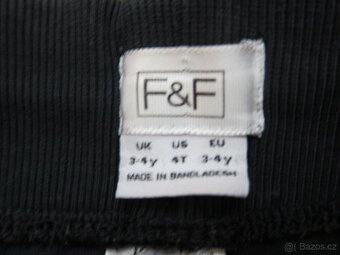 F&F
UK US EU
3-4y 4T 3-4y
MADE IN BANGLADESH
Bazos.cz